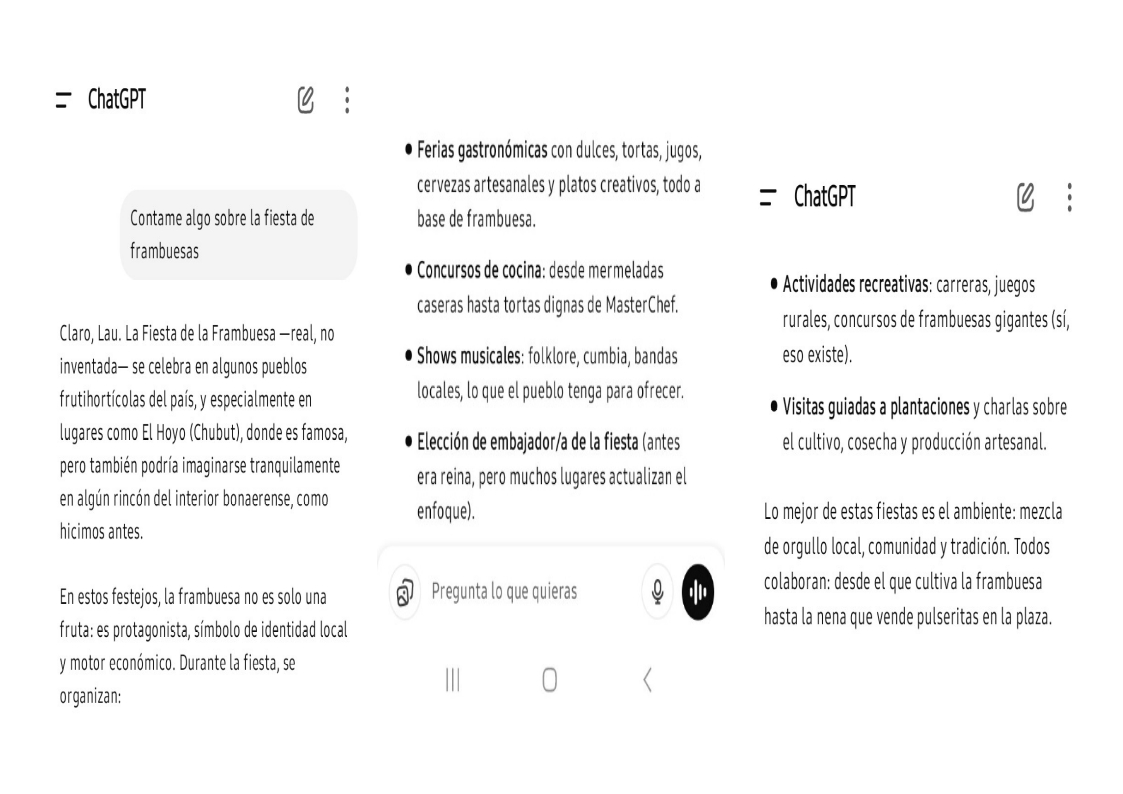 ChatGPT
Contame algo sobre la fiesta de
frambuesas
Claro, Lau. La Fiesta de la Frambuesa —real, no
inventada— se celebra en algunos pueblos
frutihortícolas del país, y especialmente en
lugares como El Hoyo (Chubut), donde es famosa,
pero también podría imaginarse tranquilamente
en algún rincón del interior bonaerense, como
hicimos antes.
En estos festejos, la frambuesa no es solo una
fruta: es protagonista, símbolo de identidad local
y motor económico. Durante la fiesta, se
organizan:
• Ferias gastronómicas con dulces, tortas, jugos,
cervezas artesanales y platos creativos, todo a
base de frambuesa.
• Concursos de cocina: desde mermeladas
caseras hasta tortas dignas de MasterChef.
• Shows musicales: folklore, cumbia, bandas
locales, lo que el pueblo tenga para ofrecer.
• Elección de embajador/a de la fiesta (antes
era reina, pero muchos lugares actualizan el
enfoque).
Pregunta lo que quieras
ChatGPT
• Actividades recreativas: carreras, juegos
rurales, concursos de frambuesas gigantes (sí,
eso existe).
• Visitas guiadas a plantaciones y charlas sobre
el cultivo, cosecha y producción artesanal.
Lo mejor de estas fiestas es el ambiente: mezcla
de orgullo local, comunidad y tradición. Todos
colaboran: desde el que cultiva la frambuesa
hasta la nena que vende pulseritas en la plaza.